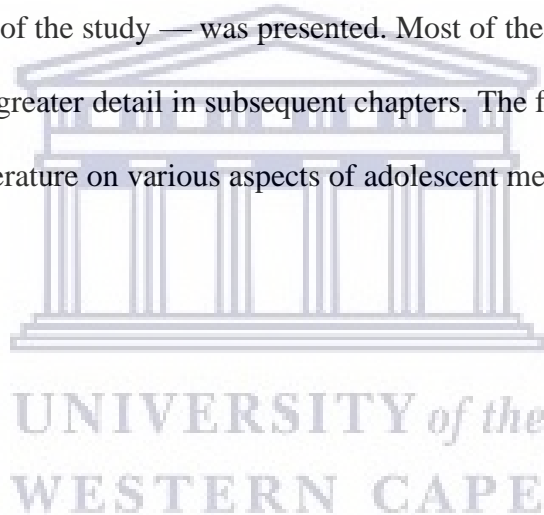 of the study — was presented. Most of the
greater detail in subsequent chapters. The
erature on various aspects of adolescent
UNIVERSITY of the
WESTERN CAPE